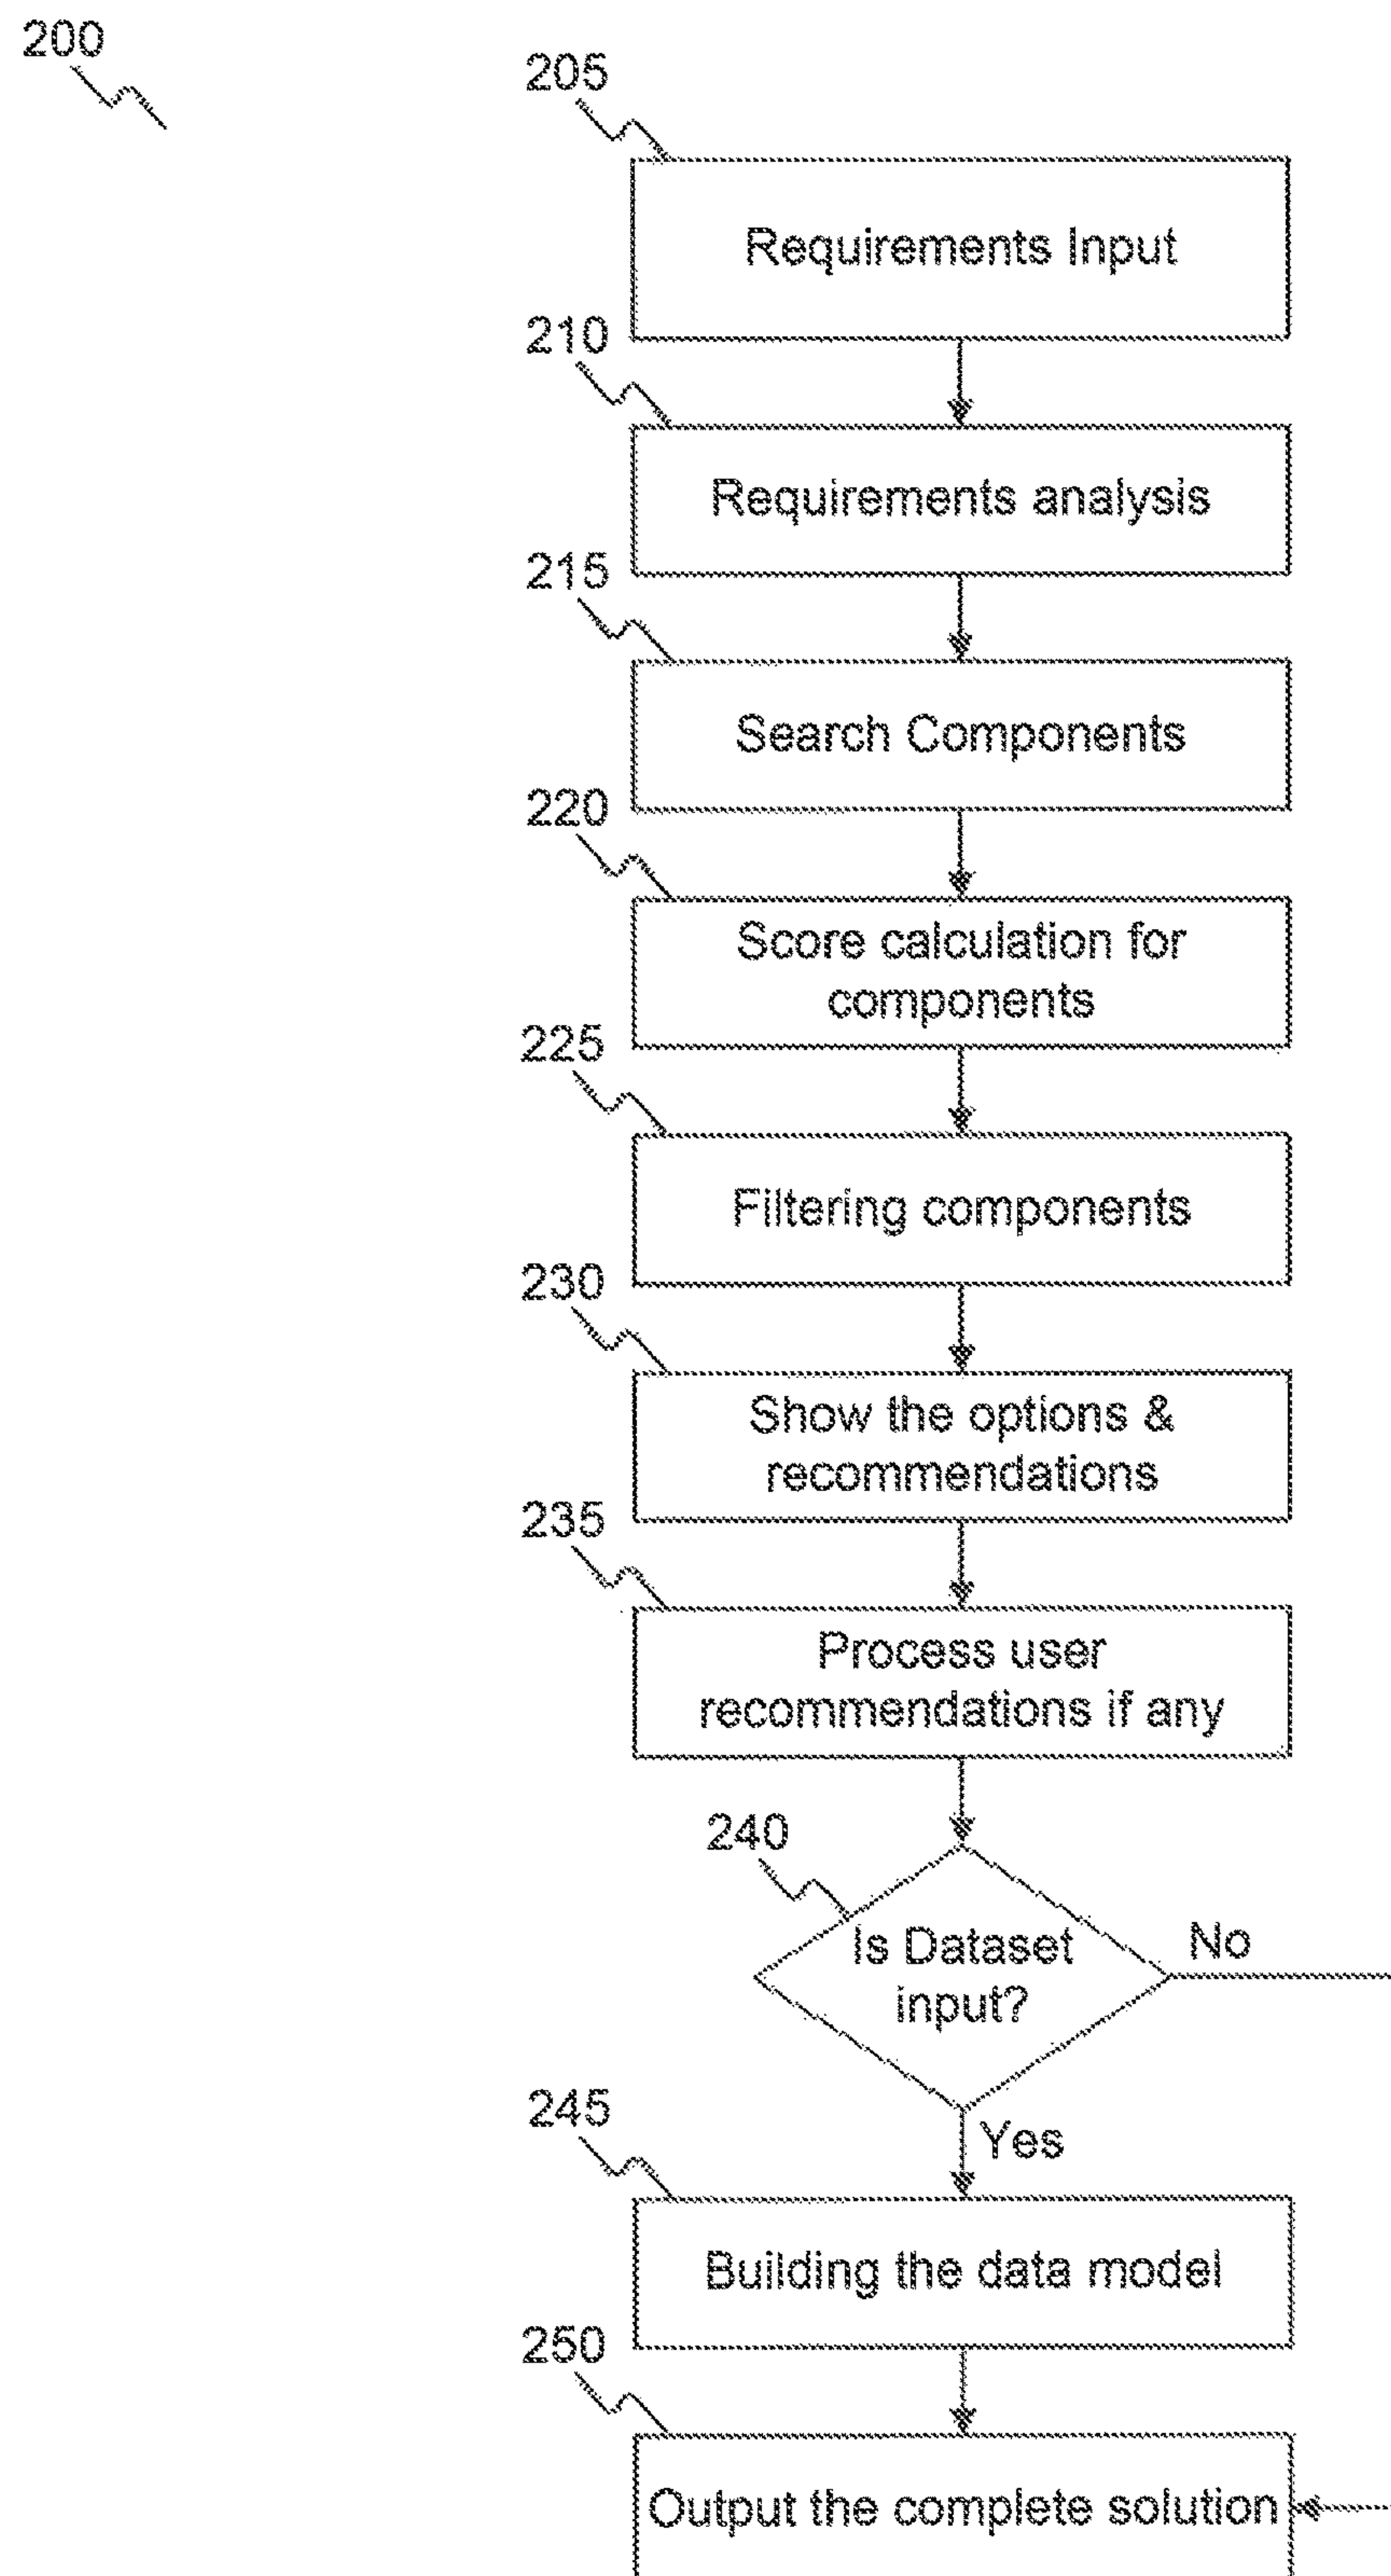 200
205
Requirements Input
210
Requirements analysis
215
Search Components
220
Score calculation for
components
225
Filtering components
230
Show the options &
recommendations
235
Process user
recommendations if any
240
Is Dataset
input?
No
Yes
245
Building the data model
250
Output the complete solution